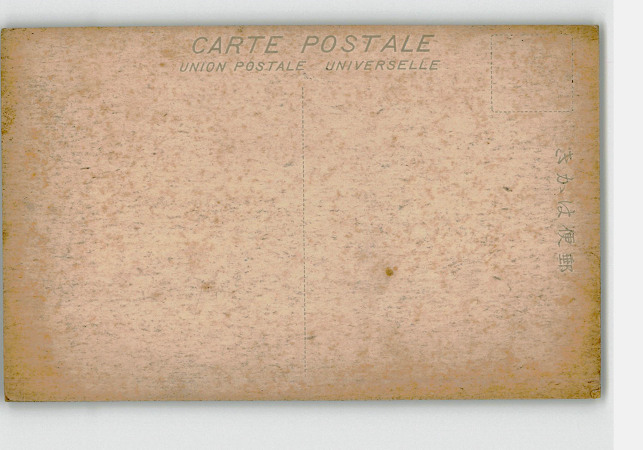 CARTE POSTALE
UNION POSTALE UNIVERSELLE
きかは便郵